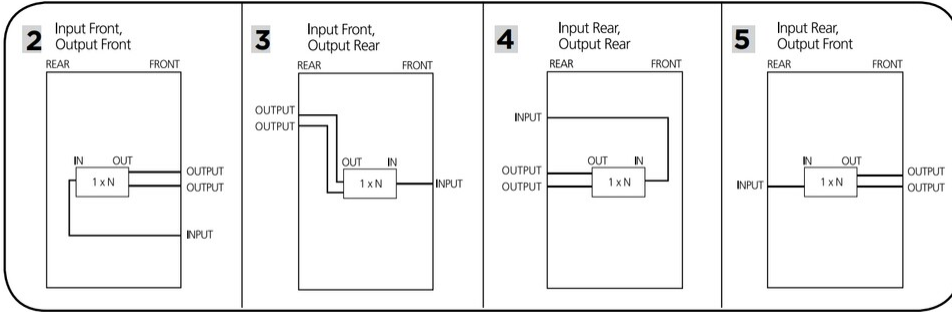 2
Input Front,
Output Front
REAR
FRONT
IN
OUT
1 x N
OUTPUT
OUTPUT
INPUT
3
Input Front,
Output Rear
REAR
FRONT
OUTPUT
OUTPUT
OUT
IN
1 x N
INPUT
4
Input Rear,
Output Rear
REAR
FRONT
INPUT
OUT
IN
OUTPUT
OUTPUT
1 x N
5
Input Rear,
Output Front
REAR
FRONT
IN
OUT
INPUT
1 x N
OUTPUT
OUTPUT